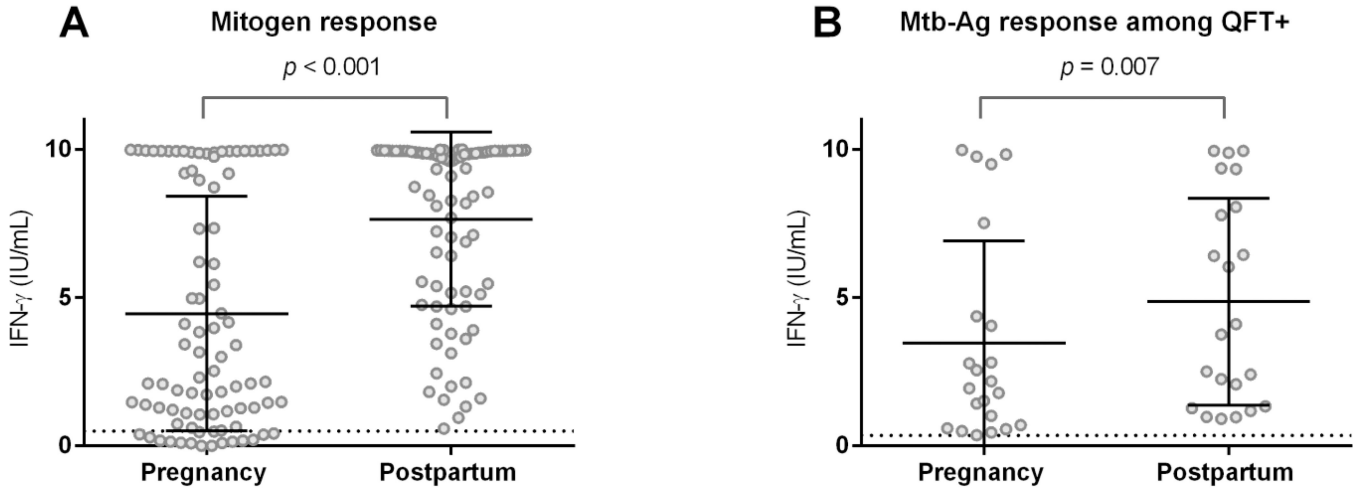 A
Mitogen response
p < 0.001
IFN-γ (IU/mL)
10
5
0
Pregnancy
Postpartum
B
Mtb-Ag response among QFT+
p = 0.007
IFN-γ (IU/mL)
10
5
0
Pregnancy
Postpartum